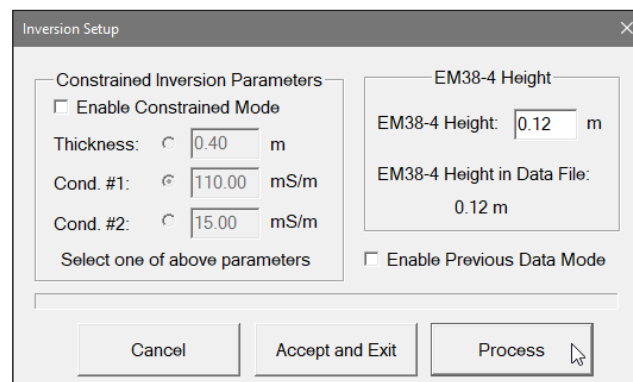 Inversion Setup
Constrained Inversion Parameters
Enable Constrained Mode
Thickness: 0.40 m
Cond. #1: 110.00 mS/m
Cond. #2: 15.00 mS/m
Select one of above parameters
EM38-4 Height
EM38-4 Height: 0.12 m
EM38-4 Height in Data File:
0.12 m
Enable Previous Data Mode
Cancel Accept and Exit Process